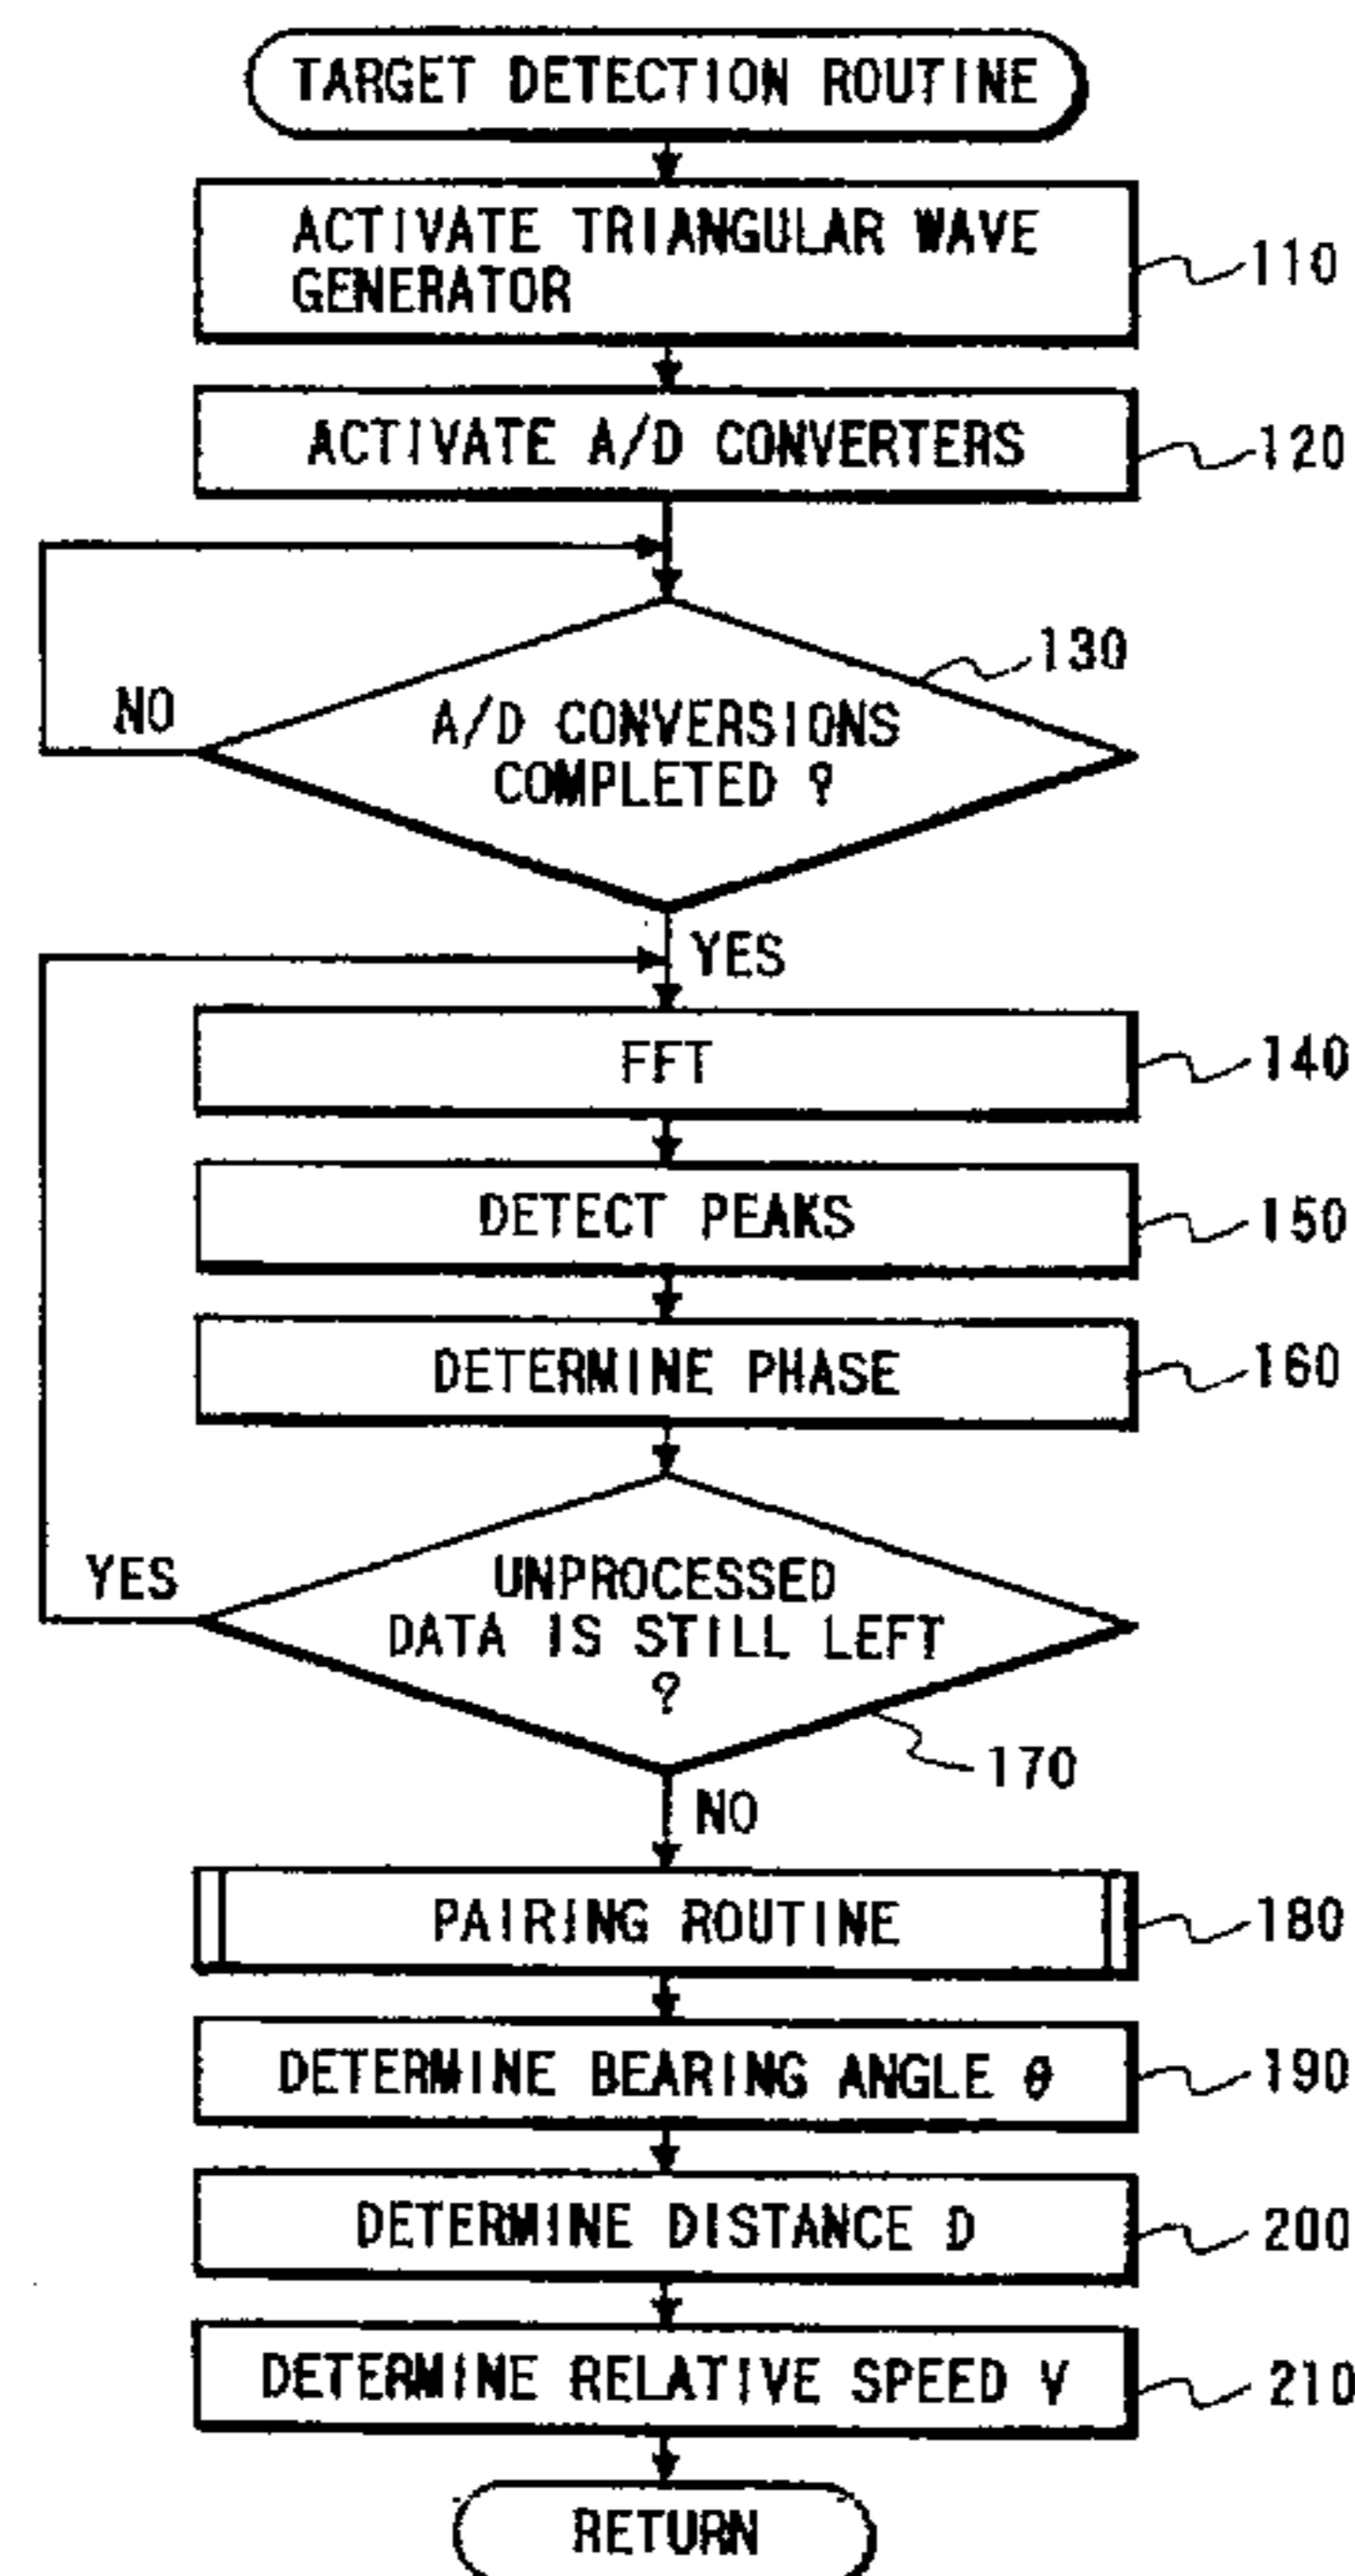 TARGET DETECTION ROUTINE
ACTIVATE TRIANGULAR WAVE
GENERATOR
110
ACTIVATE A/D CONVERTERS
120
130
NO
A/D CONVERSIONS
COMPLETED ?
YES
FFT
140
DETECT PEAKS
150
DETERMINE PHASE
160
YES
UNPROCESSED
DATA IS STILL LEFT
?
170
NO
PAIRING ROUTINE
180
DETERMINE BEARING ANGLE θ
190
DETERMINE DISTANCE D
200
DETERMINE RELATIVE SPEED V
210
RETURN